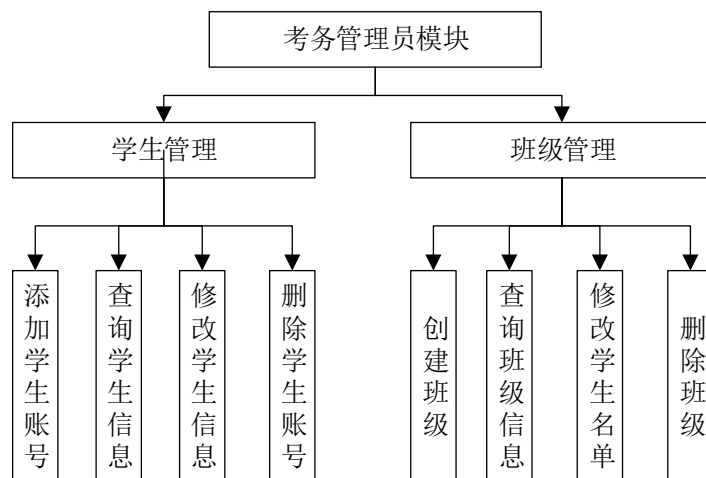 考务管理员模块
学生管理
班级管理
添加学生账号
查询学生信息
修改学生信息
删除学生账号
创建班级
查询班级信息
修改学生名单
删除班级